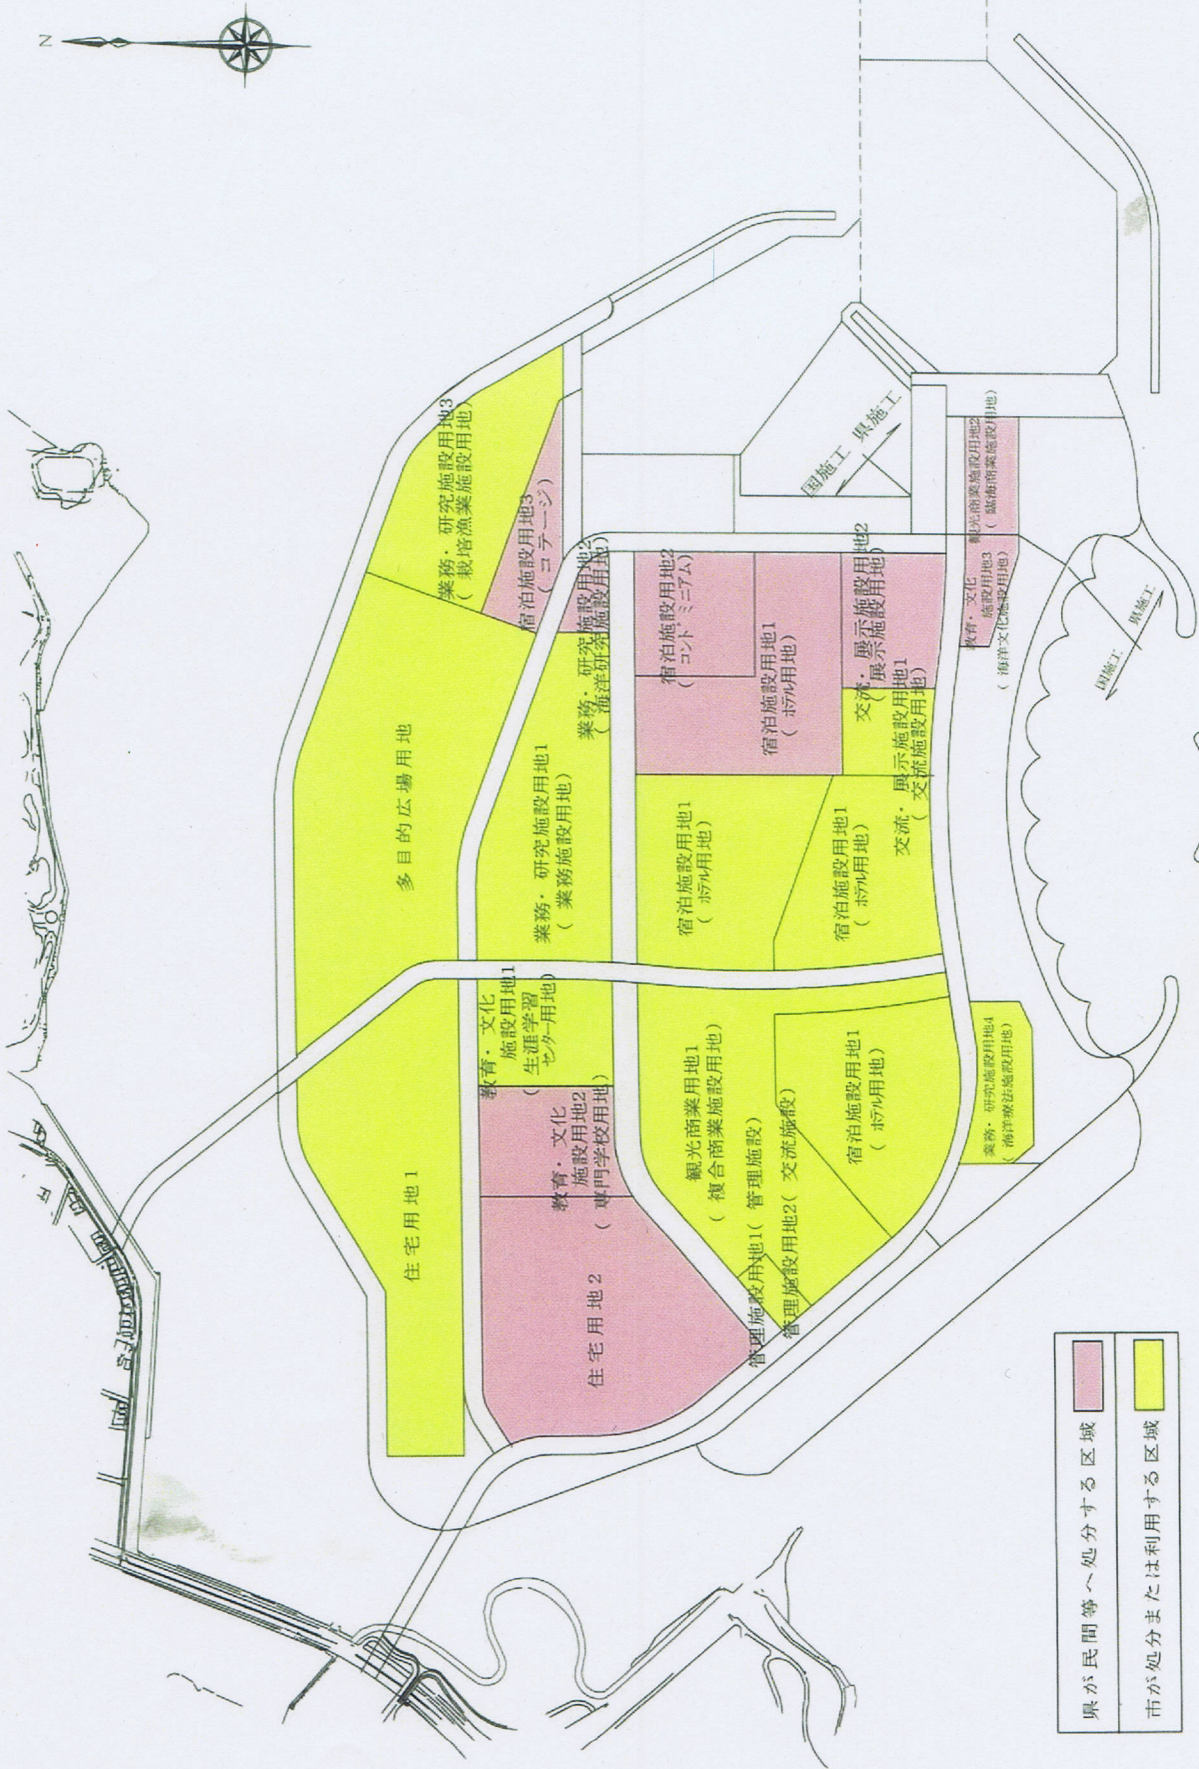 N
業務・研究施設用地3
( 栽培漁業施設用地)
宿泊施設用地3
( コテージ)
業務・研究施設用地2
( 海洋研究施設用地)
多目的広場用地
業務・研究施設用地1
( 業務施設用地)
教育・文化
施設用地1
( 生涯学習
センター用地)
教育・文化
施設用地2
( 専門学校用地)
住宅用地1
住宅用地2
宿泊施設用地2
( コンドミニアム)
宿泊施設用地1
( ホテル用地)
宿泊施設用地1
( ホテル用地)
宿泊施設用地1
( ホテル用地)
宿泊施設用地1
( ホテル用地)
交流・展示施設用地2
( 展示施設用地)
交流・展示施設用地1
( 交流施設用地)
観光商業用地1
( 複合商業施設用地)
管理施設用地1( 管理施設)
管理施設用地2( 交流施設)
観光商業施設用地2
( 臨海商業施設用地)
教育・文化
施設用地3
( 海洋文化施設用地)
業務・研究施設用地4
( 海洋療法施設用地)
国施工 県施工
国施工 県施工
県が民間等へ処分する区域
市が処分または利用する区域